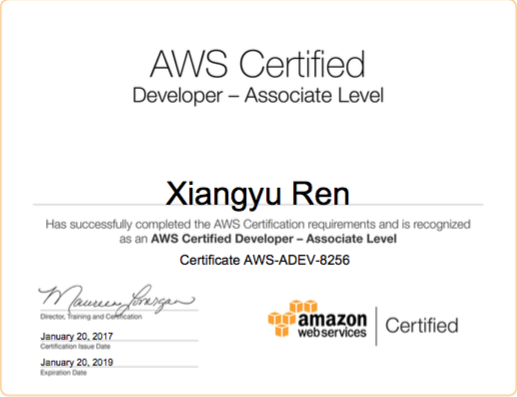 AWS Certified
Developer – Associate Level
Xiangyu Ren
Has successfully completed the AWS Certification requirements and is recognized
as an AWS Certified Developer – Associate Level
Certificate AWS-ADEV-8256
Maureen Lonergan
Director, Training and Certification
January 20, 2017
Certification Issue Date
January 20, 2019
Expiration Date
amazon
webservices
Certified